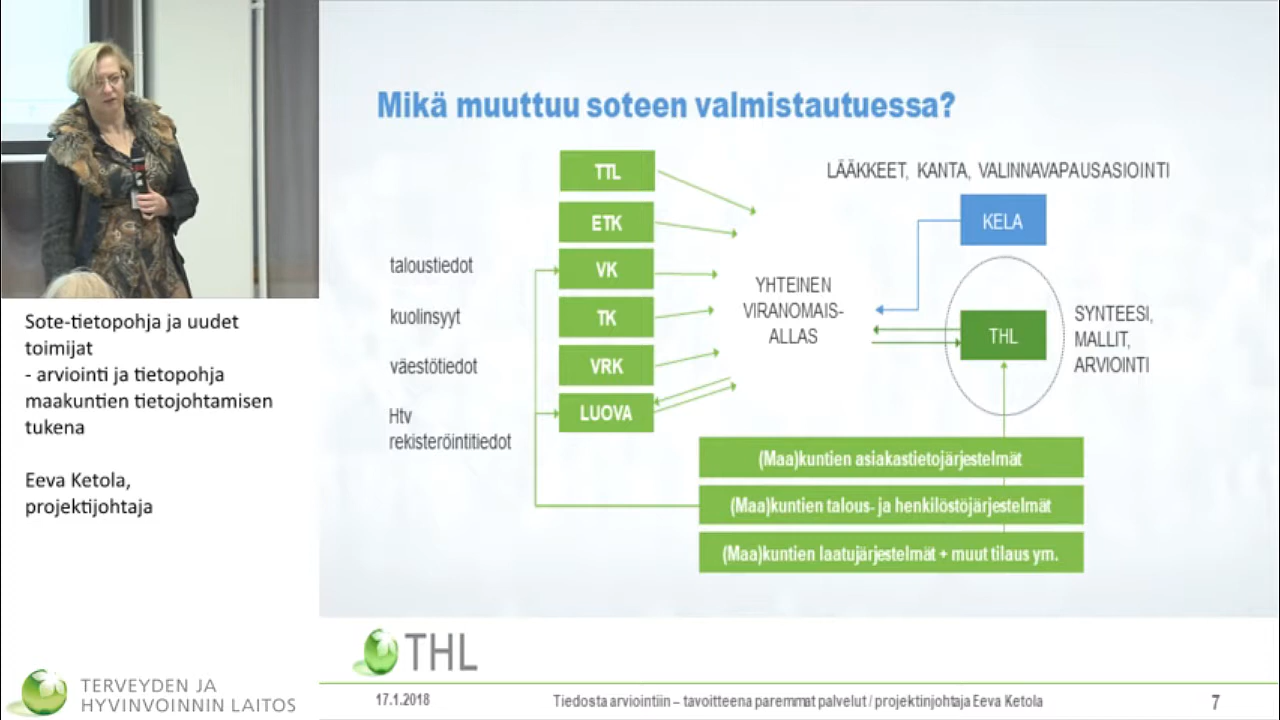 Mikä muuttuu soteen valmistautuessa?
TTL
ETK
VK
TK
VRK
LUOVA
taloustiedot
kuolinsyyt
väestötiedot
Htv
rekisteröintitiedot
YHTEINEN
VIRANOMAIS-
ALLAS
LÄÄKKEET, KANTA, VALINNAVAPAUSASIOINTI
KELA
THL
SYNTEESI,
MALLIT,
ARVIOINTI
(Maa)kuntien asiakastietojärjestelmät
(Maa)kuntien talous- ja henkilöstöjärjestelmät
(Maa)kuntien laatujärjestelmät + muut tilaus ym.
Sote-tietopohja ja uudet
toimijat
- arviointi ja tietopohja
maakuntien tietojohtamisen
tukena
Eeva Ketola,
projektijohtaja
TERVEYDEN JA
HYVINVOINNIN LAITOS
THL
17.1.2018
Tiedosta arviointiin – tavoitteena paremmat palvelut / projektinjohtaja Eeva Ketola
7